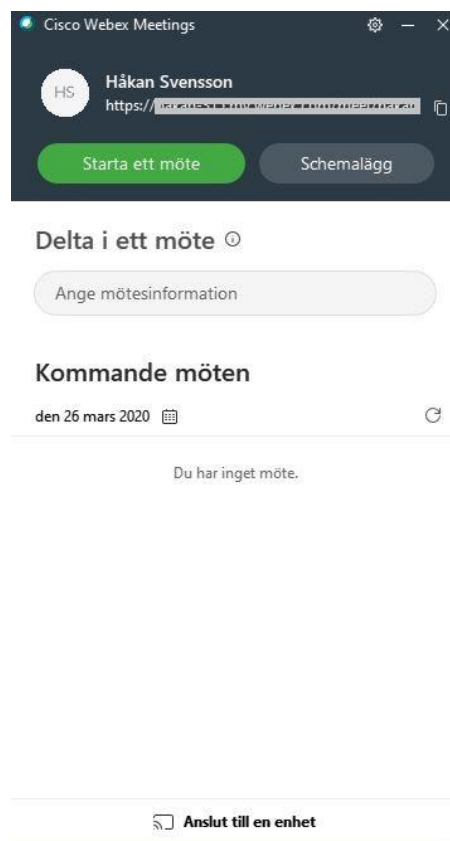 Cisco Webex Meetings
HS
Håkan Svensson
https://
Starta ett möte
Schemalägg
Delta i ett möte
Ange mötesinformation
Kommande möten
den 26 mars 2020
Du har inget möte.
Anslut till en enhet